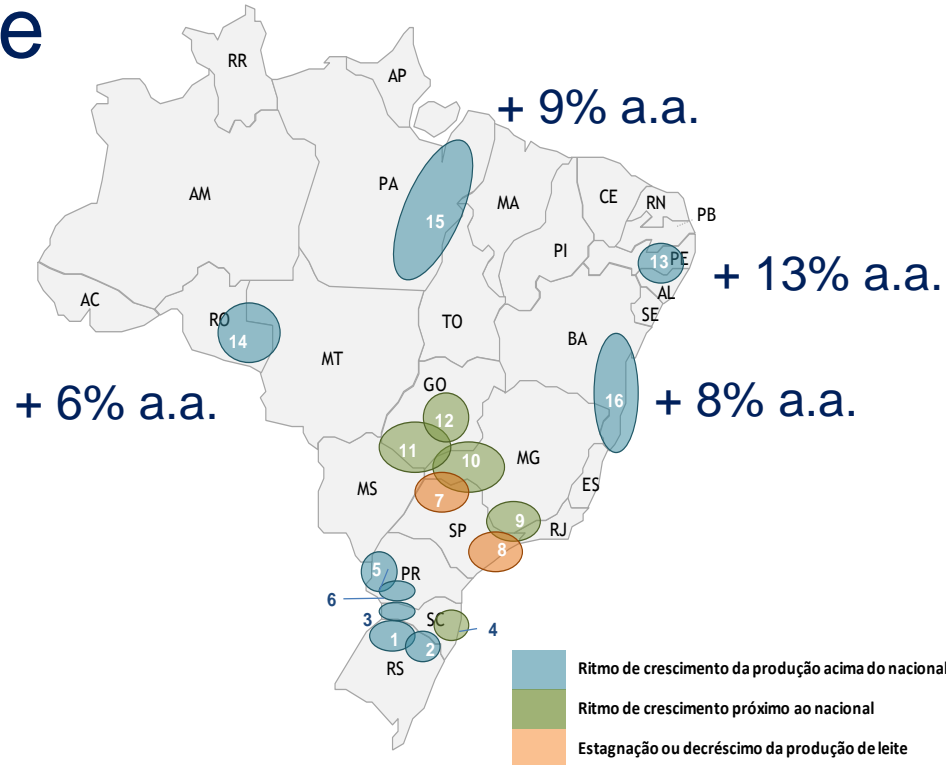 e
RR
AP
+ 9% a.a.
AM
PA
15
MA
CE
RN
PB
PI
13
PE
+ 13% a.a.
AL
SE
AC
RO
14
TO
BA
MT
+ 6% a.a.
GO
16
+ 8% a.a.
12
11
10
MG
MS
7
ES
9
SP
RJ
8
5
PR
6
3
SC
4
1
2
RS
Ritmo de crescimento da produção acima do nacional
Ritmo de crescimento próximo ao nacional
Estagnação ou decréscimo da produção de leite